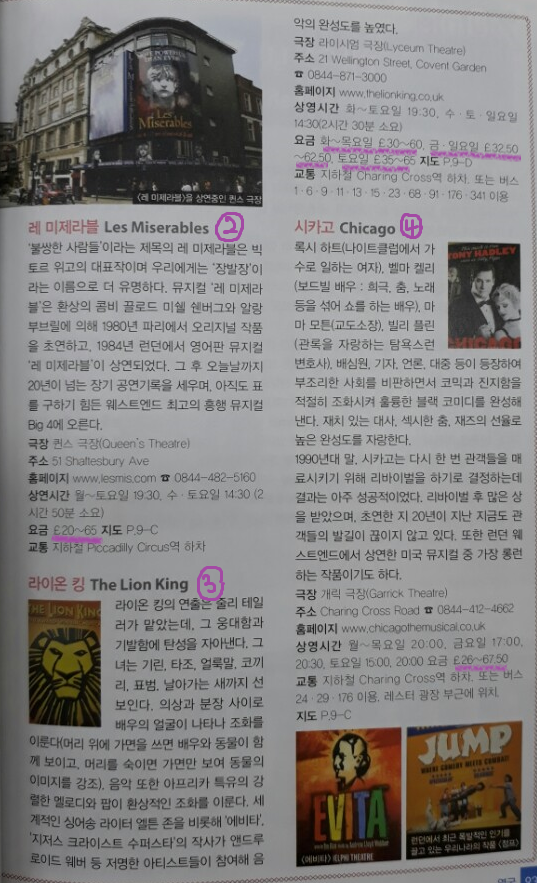 Les
Miserables
<레 미제라블>을 상연중인 퀸스 극장
레 미제라블 Les Miserables ②
'불쌍한 사람들'이라는 제목의 레 미제라블은 빅
토르 위고의 대표작이며 우리에게는 '장발장'이
라는 이름으로 더 유명하다. 뮤지컬 '레 미제라
블'은 환상의 콤비 끌로드 미쉘 쉔버그와 알랑
부브릴에 의해 1980년 파리에서 오리지널 작품
을 초연하고, 1984년 런던에서 영어판 뮤지컬
'레 미제라블'이 상연되었다. 그 후 오늘날까지
20년이 넘는 장기 공연기록을 세우며, 아직도 표
를 구하기 힘든 웨스트엔드 최고의 흥행 뮤지컬
Big 4에 오른다.
극장 퀸스 극장(Queen's Theatre)
주소 51 Shaftesbury Ave
홈페이지 www.lesmis.com ☎ 0844-482-5160
상연시간 월~토요일 19:30, 수·토요일 14:30 (2
시간 50분 소요)
요금 £20~65 지도 P.9-C
교통 지하철 Piccadilly Circus역 하차
라이온 킹 The Lion King ③
THE LION KING
라이온 킹의 연출은 줄리 테일
러가 맡았는데, 그 웅대함과
기발함에 탄성을 자아낸다. 그
녀는 기린, 타조, 얼룩말, 코끼
리, 표범, 날아가는 새까지 선
보인다. 의상과 분장 사이로
배우의 얼굴이 나타나 조화를
이룬다(머리 위에 가면을 쓰면 배우와 동물이 함
께 보이고, 머리를 숙이면 가면만 보여 동물의
이미지를 강조). 음악 또한 아프리카 특유의 강
렬한 멜로디와 팝이 환상적인 조화를 이룬다. 세
계적인 싱어송 라이터 엘튼 존을 비롯해 '에비타',
'지저스 크라이스트 수퍼스타'의 작사가 앤드루
로이드 웨버 등 저명한 아티스트들이 참여해 음
악의 완성도를 높였다.
극장 라이시엄 극장(Lyceum Theatre)
주소 21 Wellington Street, Covent Garden
☎ 0844-871-3000
홈페이지 www.thelionking.co.uk
상영시간 화~토요일 19:30, 수·토·일요일
14:30(2시간 30분 소요)
요금 화~목요일 £30~60, 금·일요일 £32.50
~62.50, 토요일 £35~65 지도 P.9-D
교통 지하철 Charing Cross역 하차. 또는 버스
1·6·9·11·13·15·23·68·91·176·341 이용
시카고 Chicago ④
록시 하트(나이트클럽에서 가
수로 일하는 여자), 벨마 켈리
(보드빌 배우 : 희극, 춤, 노래
등을 섞어 쇼를 하는 배우), 마
마 모튼(교도소장), 빌리 플린
(관록을 자랑하는 탐욕스런
변호사), 배심원, 기자, 언론, 대중 등이 등장하여
부조리한 사회를 비판하면서 코믹과 진지함을
적절히 조화시켜 훌륭한 블랙 코미디를 완성해
낸다. 재치 있는 대사, 섹시한 춤, 재즈의 선율로
높은 완성도를 자랑한다.
TONY HADLEY
CHICAGO
1990년대 말, 시카고는 다시 한 번 관객들을 매
료시키기 위해 리바이벌을 하기로 결정하는데
결과는 아주 성공적이었다. 리바이벌 후 많은 상
을 받았으며, 초연한 지 20년이 지난 지금도 관
객들의 발길이 끊이지 않고 있다. 또한 런던 웨
스트엔드에서 상연한 미국 뮤지컬 중 가장 롱런
하는 작품이기도 하다.
극장 개릭 극장(Garrick Theatre)
주소 Charing Cross Road ☎ 0844-412-4662
홈페이지 www.chicagothemusical.co.uk
상영시간 월~목요일 20:00, 금요일 17:00,
20:30, 토요일 15:00, 20:00 요금 £26~67.50
교통 지하철 Charing Cross역 하차. 또는 버스
24·29·176 이용, 레스터 광장 부근에 위치.
지도 P.9-C
EVITA
<에비타> ADELPHI THEATRE
JUMP
런던에서 최근 폭발적인 인기를
끌고 있는 우리나라의 작품 <점프>
영국 93